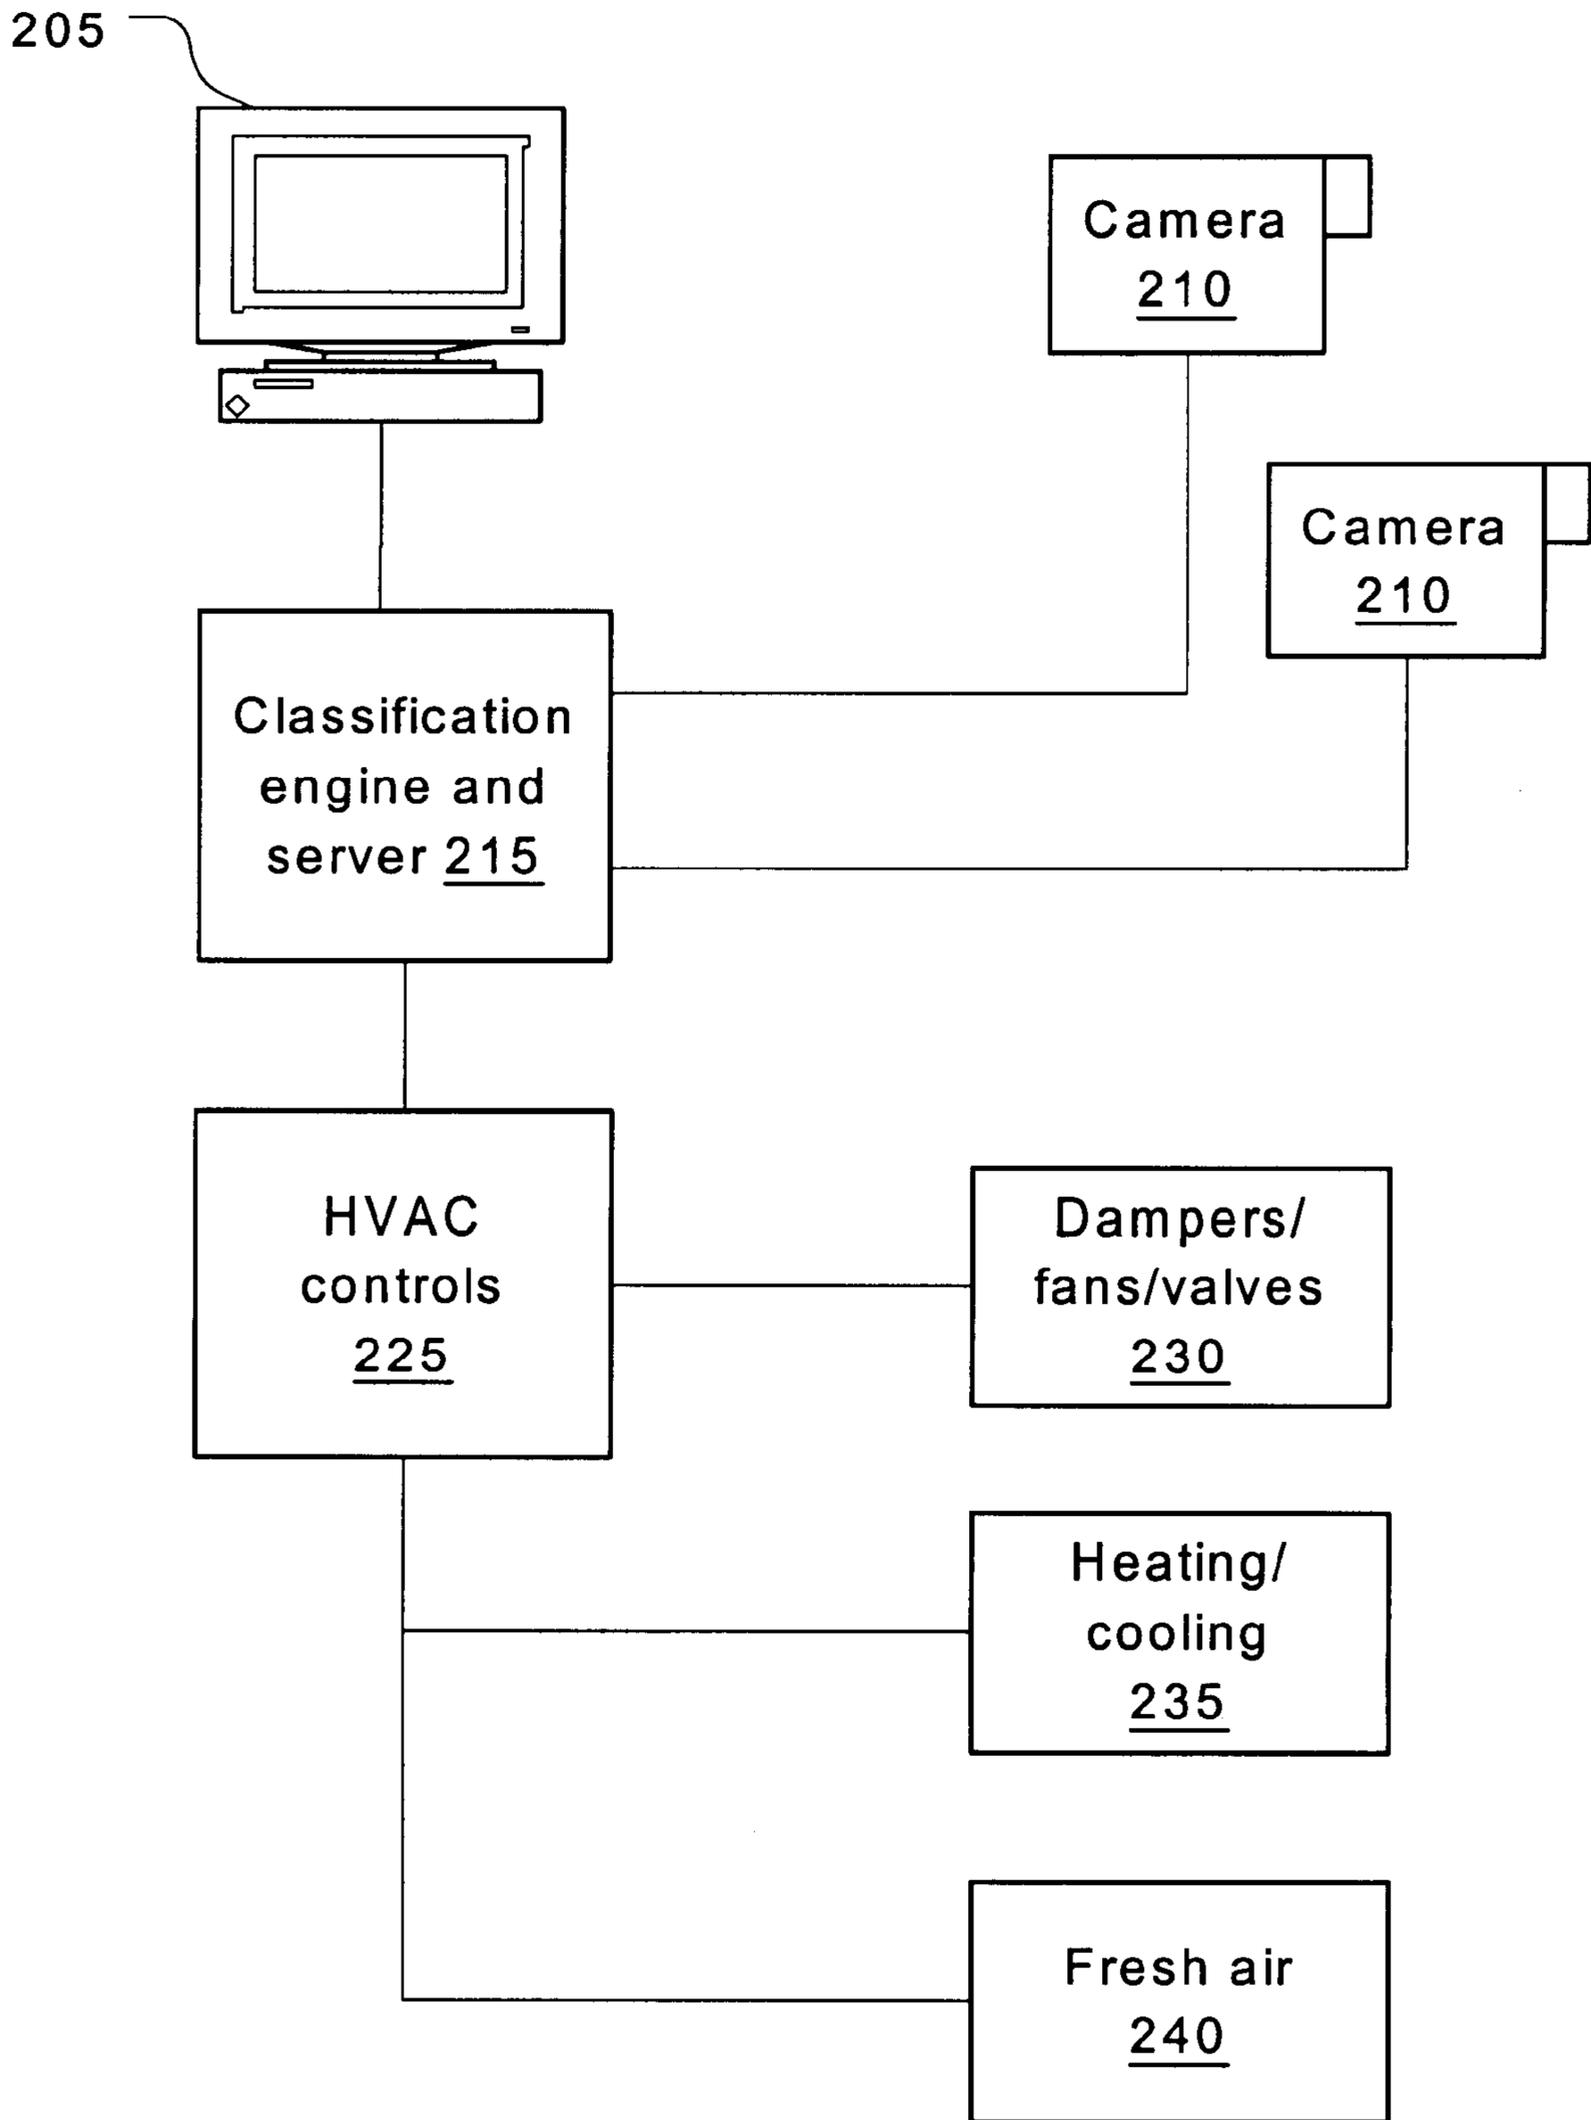 205
Camera
210
Camera
210
Classification
engine and
server 215
HVAC
controls
225
Dampers/
fans/valves
230
Heating/
cooling
235
Fresh air
240